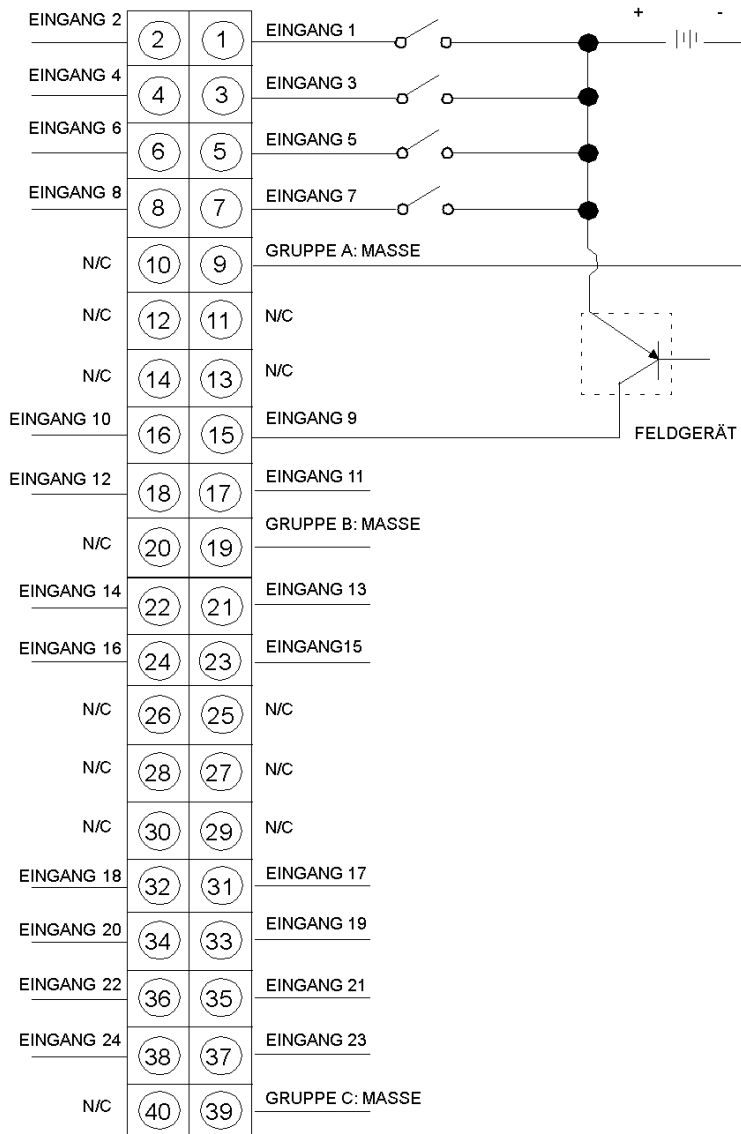 + -
EINGANG 2 2 1 EINGANG 1
EINGANG 4 4 3 EINGANG 3
EINGANG 6 6 5 EINGANG 5
EINGANG 8 8 7 EINGANG 7
N/C 10 9 GRUPPE A: MASSE
N/C 12 11 N/C
N/C 14 13 N/C
EINGANG 10 16 15 EINGANG 9
FELDGERÄT
EINGANG 12 18 17 EINGANG 11
N/C 20 19 GRUPPE B: MASSE
EINGANG 14 22 21 EINGANG 13
EINGANG 16 24 23 EINGANG15
N/C 26 25 N/C
N/C 28 27 N/C
N/C 30 29 N/C
EINGANG 18 32 31 EINGANG 17
EINGANG 20 34 33 EINGANG 19
EINGANG 22 36 35 EINGANG 21
EINGANG 24 38 37 EINGANG 23
N/C 40 39 GRUPPE C: MASSE